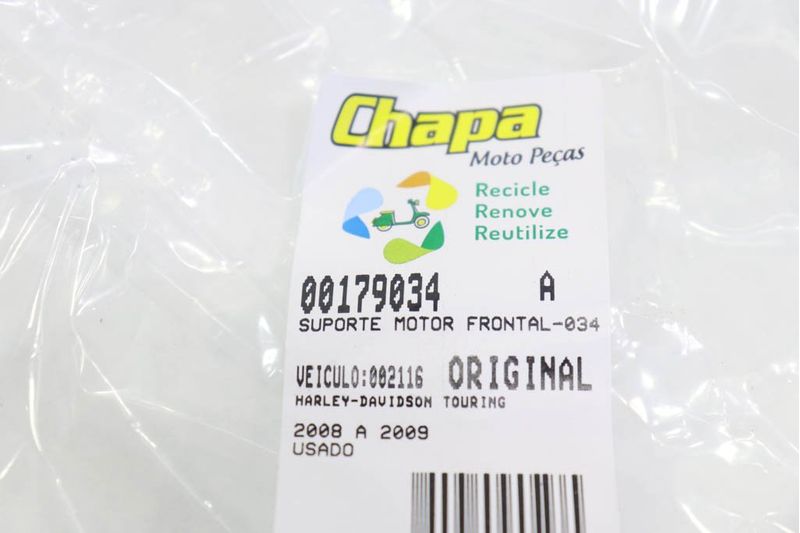 Chapa
Moto Peças
Recicle
Renove
Reutilize
00179034 A
SUPORTE MOTOR FRONTAL-034
VEICULO:002116 ORIGINAL
HARLEY-DAVIDSON TOURING
2008 A 2009
USADO